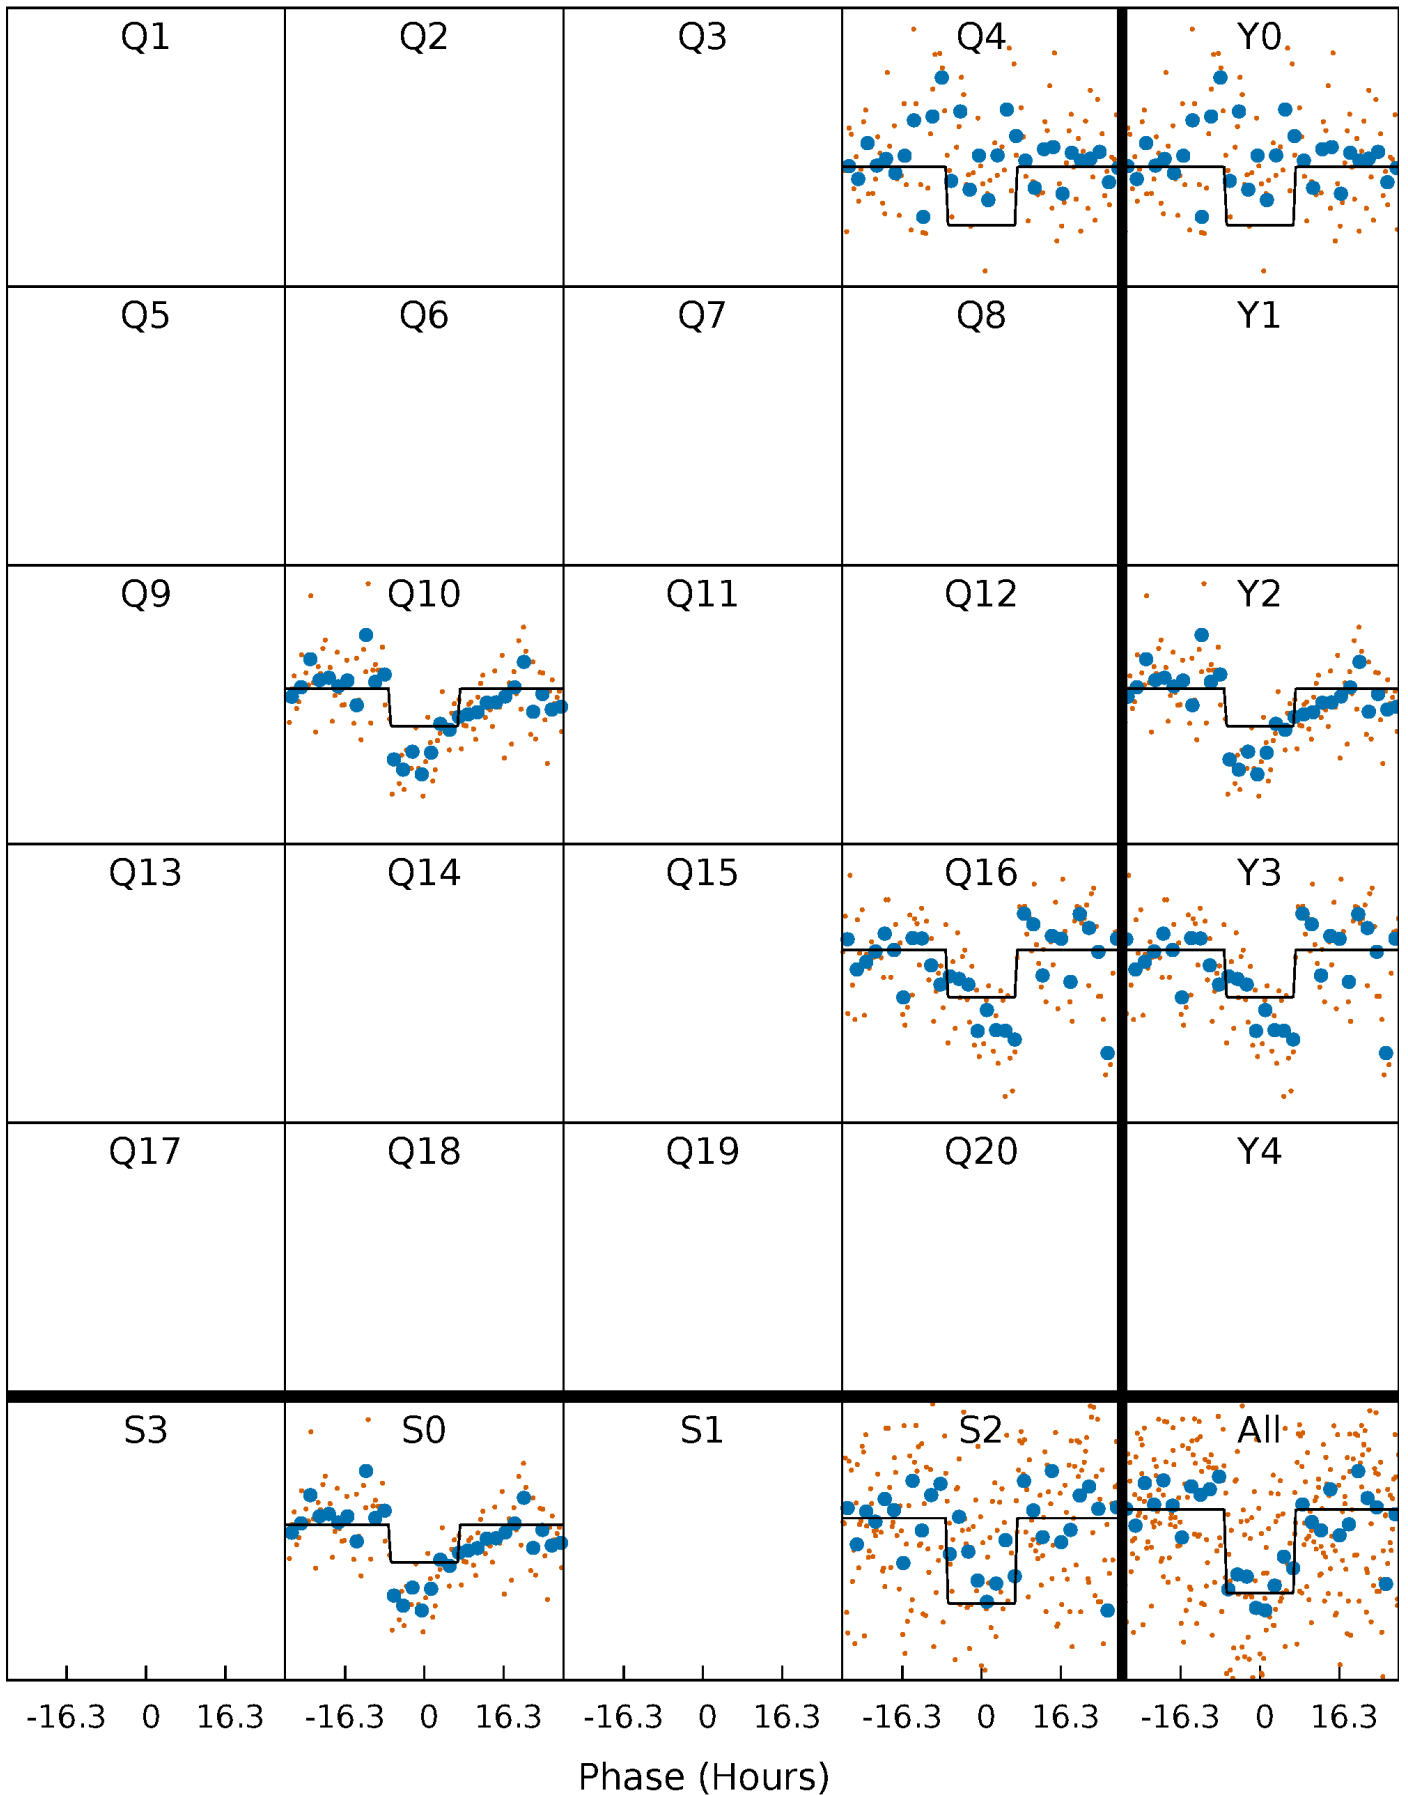 Q1 Q2 Q3 Q4 Y0
Q5 Q6 Q7 Q8 Y1
Q9 Q10 Q11 Q12 Y2
Q13 Q14 Q15 Q16 Y3
Q17 Q18 Q19 Q20 Y4
S3 S0 S1 S2 All
-16.3 0 16.3 -16.3 0 16.3 -16.3 0 16.3 -16.3 0 16.3 -16.3 0 16.3
Phase (Hours)